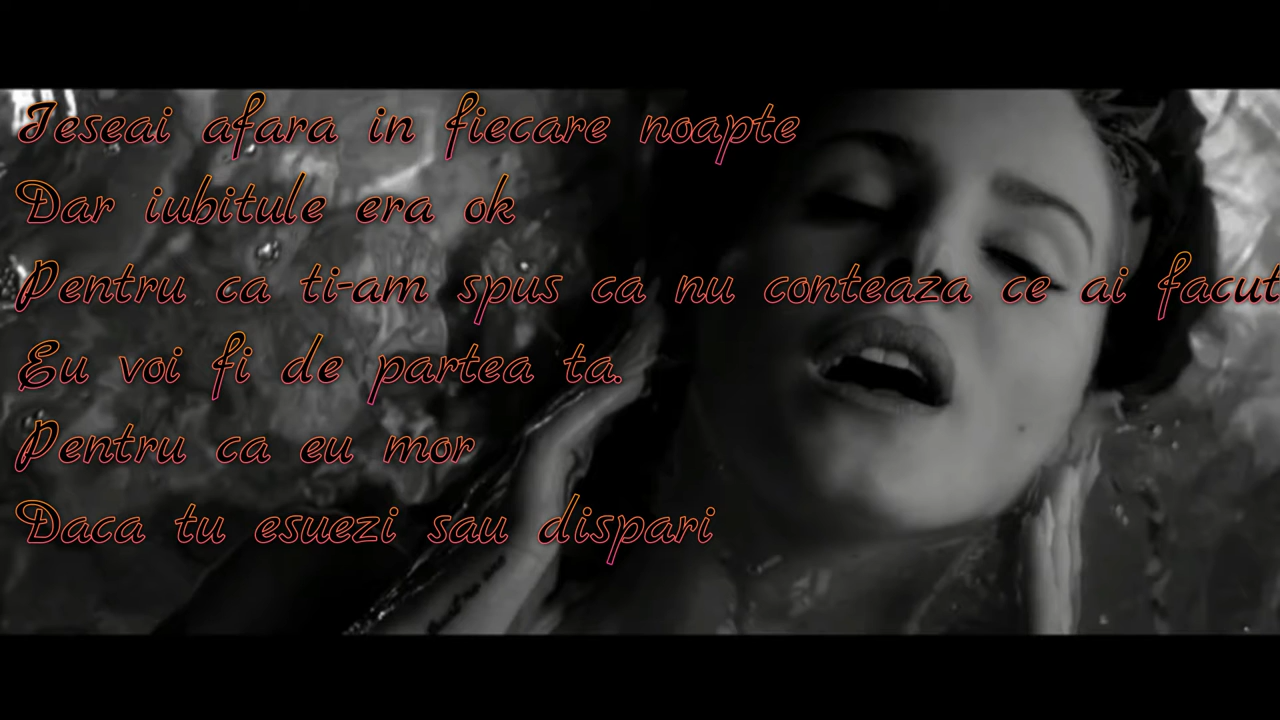 Ieseai afara in fiecare noapte
Dar iubitule era ok
Pentru ca ti-am spus ca nu conteaza ce ai facut
Eu voi fi de partea ta.
Pentru ca eu mor
Daca tu esuezi sau dispari